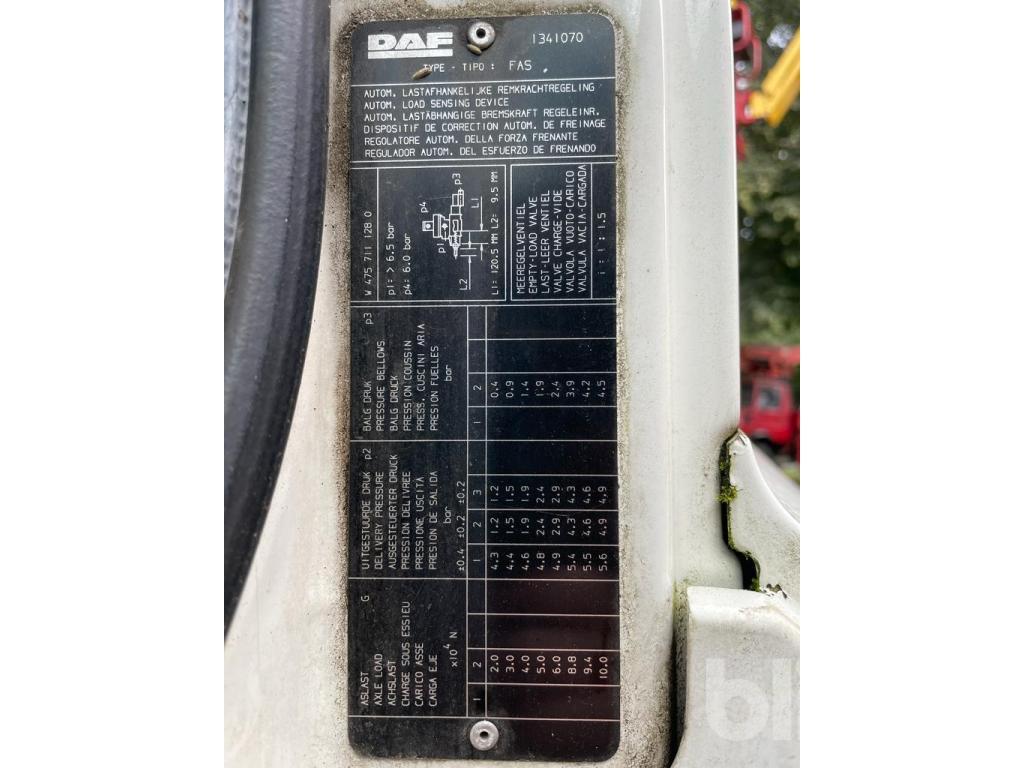 DAF
1341070
TYPE - TIPO : FAS
AUTOM. LASTAFHANKELIJKE REMKRACHTREGELING
AUTOM. LOAD SENSING DEVICE
AUTOM. LASTÄBHÄNGIGE BREMSKRAFT REGELEINR.
DISPOSITIF DE CORRECTION AUTOM. DE FREINAGE
REGOLATORE AUTOM. DELLA FORZA FRENANTE
REGULADOR AUTOM. DEL ESFUERZO DE FRENANDO
W 475 711 128 0
p1= > 6.5 bar
p4= 6.0 bar
p1 p4 p3
L2 L1
L1= 120.5 MM L2= 9.5 MM
MEEREGELVENTIEL
EMPTY-LOAD VALVE
LAST-LEER VENTIEL
VALVE CHARGE-VIDE
VALVOLA VUOTO-CARICO
VALVULA VACIA-CARGADA
i = 1 : 1.5
ASLAST G
AXLE LOAD
ACHSLAST
CHARGE SOUS ESSIEU
CARICO ASSE
CARGA EJE
x10⁴ N
UITGESTUURDE DRUK p2
DELIVERY PRESSURE
AUSGESTEUERTER DRUCK
PRESSION DELIVREE
PRESSIONE USCITÁ
PRESION DE SALIDA
bar
±0.4 ±0.2 ±0.2
BALG DRUK p3
PRESSURE BELLOWS
BALG DRUCK
PRESSION COUSSIN
PRESS. CUSCINI ARIA
PRESION FUELLES
bar
1 2 1 2 3 1 2
2.0 4.3 1.2 1.2 0.4
3.0 4.4 1.5 1.5 0.9
4.0 4.6 1.9 1.9 1.4
5.0 4.8 2.4 2.4 1.9
6.0 4.9 2.9 2.9 2.4
8.8 5.4 4.3 4.3 3.9
9.4 5.5 4.6 4.6 4.2
10.0 5.6 4.9 4.9 4.5